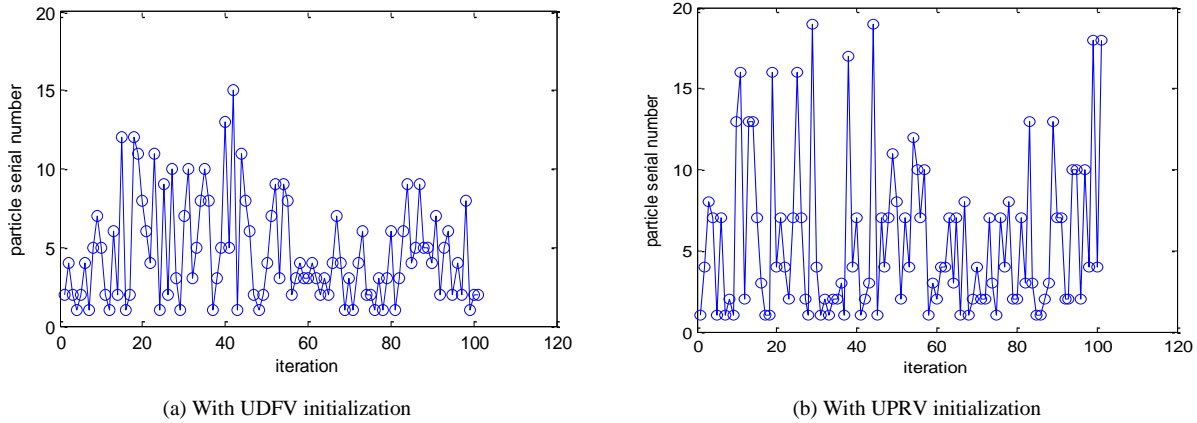 20
15
10
5
0
particle serial number
0 20 40 60 80 100 120
iteration
(a) With UDFV initialization
20
15
10
5
0
particle serial number
0 20 40 60 80 100 120
iteration
(b) With UPRV initialization